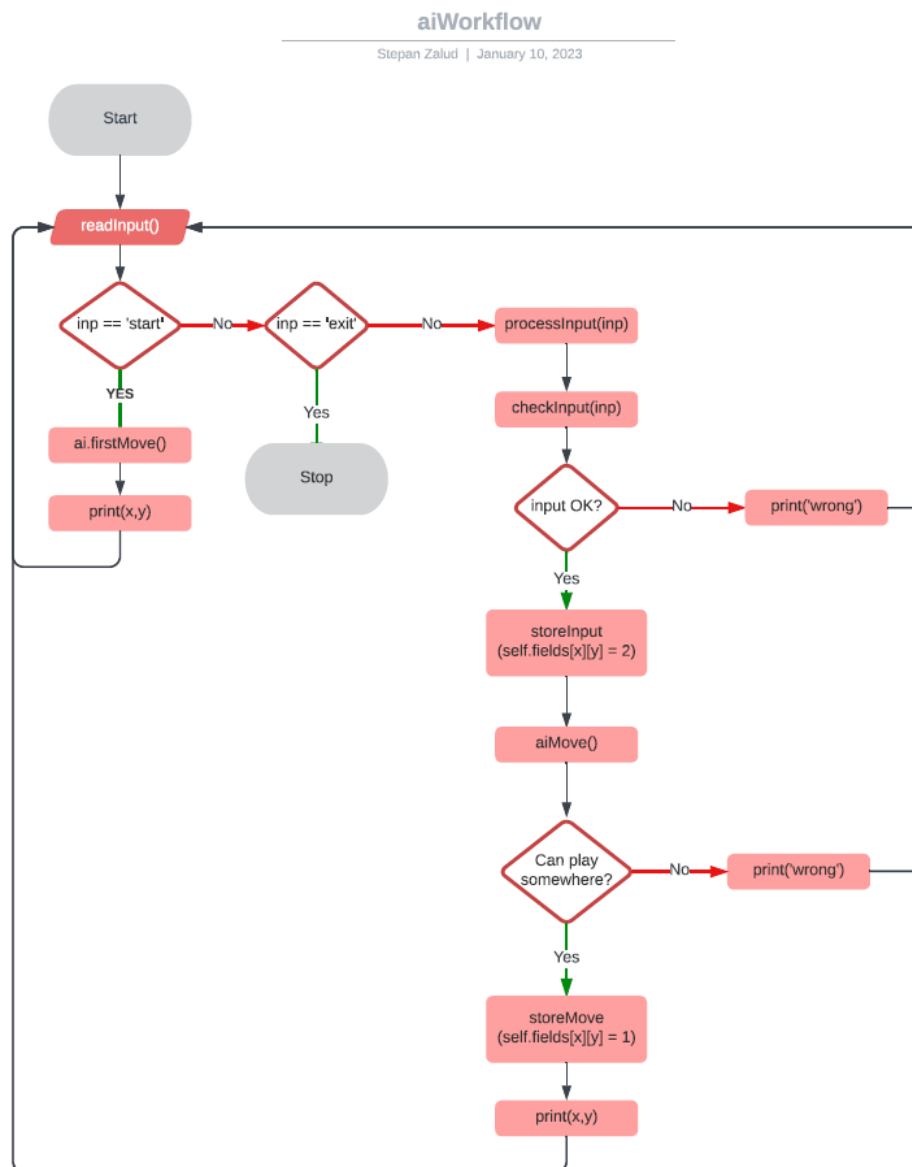 aiWorkflow
Stepan Zalud | January 10, 2023
Start
readInput()
inp == 'start'
No
inp == 'exit'
No
processInput(inp)
YES
Yes
checkInput(inp)
ai.firstMove()
Stop
print(x,y)
input OK?
No
print('wrong')
Yes
storeInput
(self.fields[x][y] = 2)
aiMove()
Can play
somewhere?
No
print('wrong')
Yes
storeMove
(self.fields[x][y] = 1)
print(x,y)